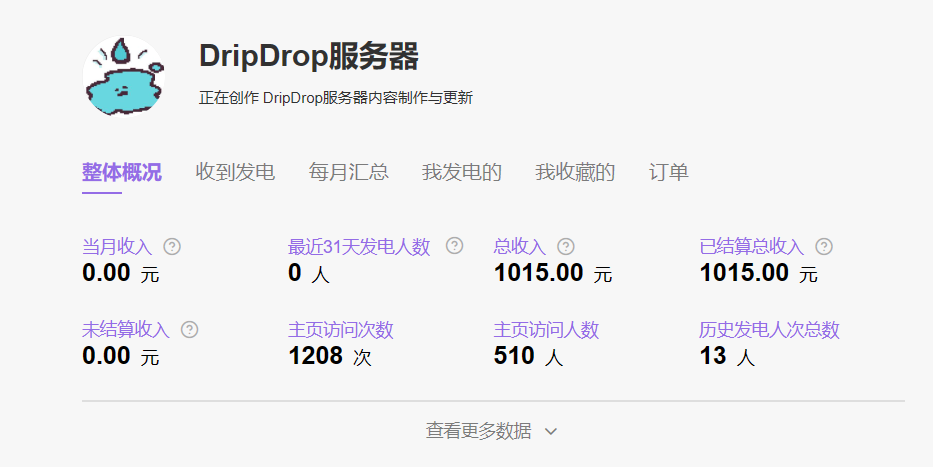 DripDrop服务器
正在创作 DripDrop服务器内容制作与更新
整体概况 收到发电 每月汇总 我发电的 我收藏的 订单
当月收入 ? 最近31天发电人数 ? 总收入 ? 已结算总收入 ?
0.00 元 0 人 1015.00 元 1015.00 元
未结算收入 ? 主页访问次数 主页访问人数 历史发电人次总数
0.00 元 1208 次 510 人 13 人
查看更多数据